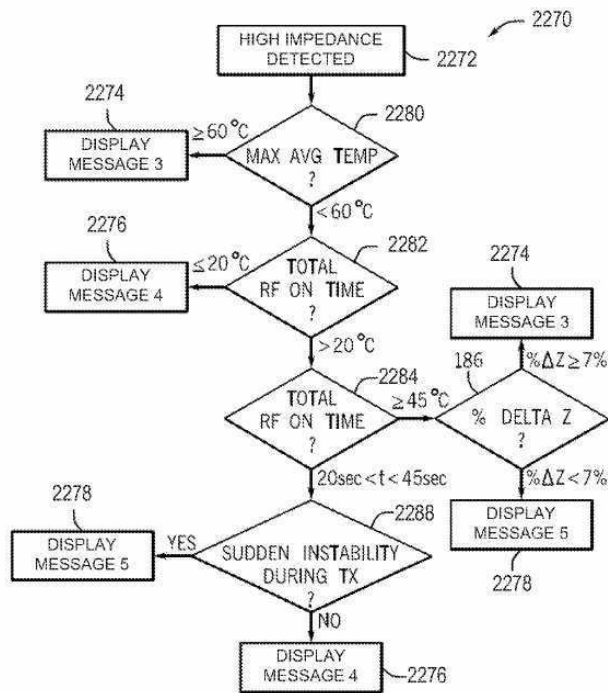 2270
HIGH IMPEDANCE
DETECTED
2272
2274
2280
DISPLAY
MESSAGE 3
≥60°C
MAX AVG TEMP
?
<60°C
2276
2282
DISPLAY
MESSAGE 4
≤20°C
TOTAL
RF ON TIME
?
2274
DISPLAY
MESSAGE 3
>20°C
2284
186
%ΔZ≥7%
TOTAL
RF ON TIME
?
≥45°C
% DELTA Z
?
20sec<t<45sec
%ΔZ<7%
2278
2288
DISPLAY
MESSAGE 5
2278
DISPLAY
MESSAGE 5
YES
SUDDEN INSTABILITY
DURING TX
?
NO
DISPLAY
MESSAGE 4
2276